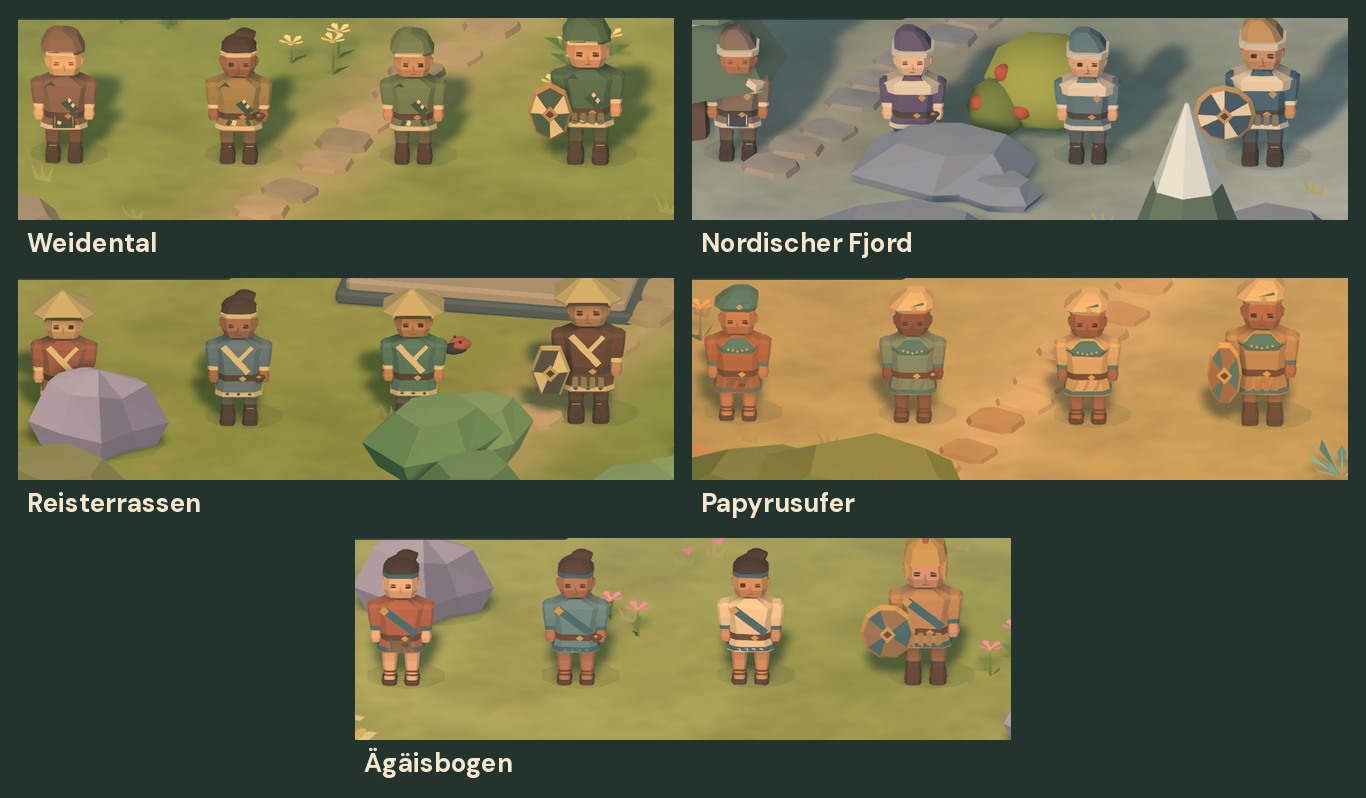 Weidental
Nordischer Fjord
Reisterrassen
Papyrusufer
Ägäisbogen